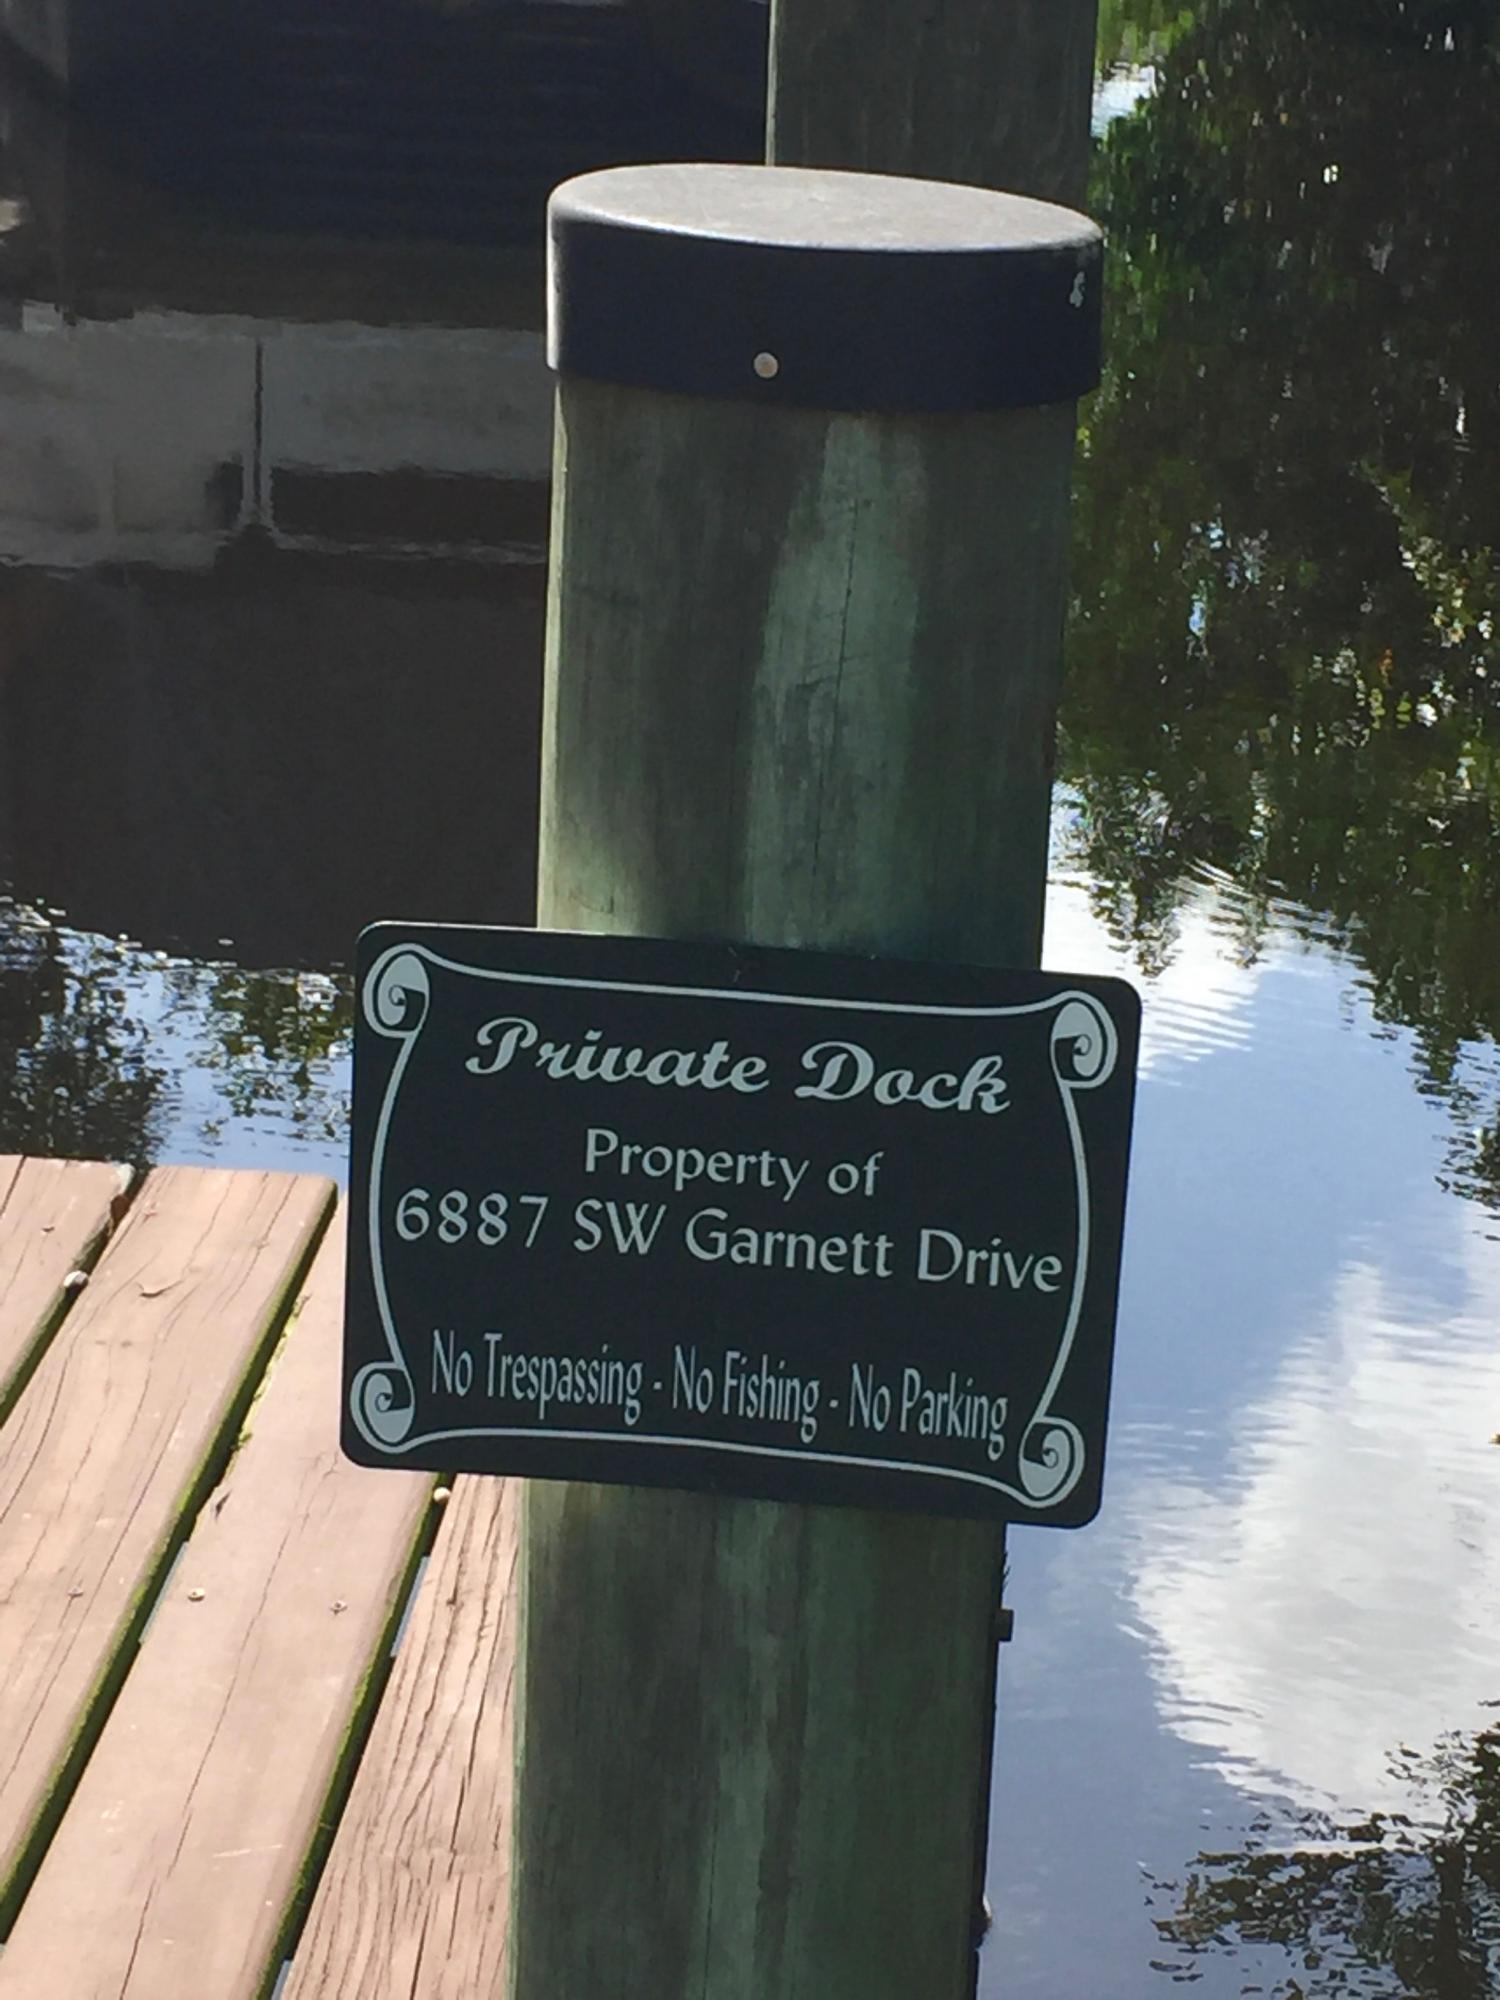 Private Dock
Property of
6887 SW Garnett Drive
No Trespassing - No Fishing - No Parking